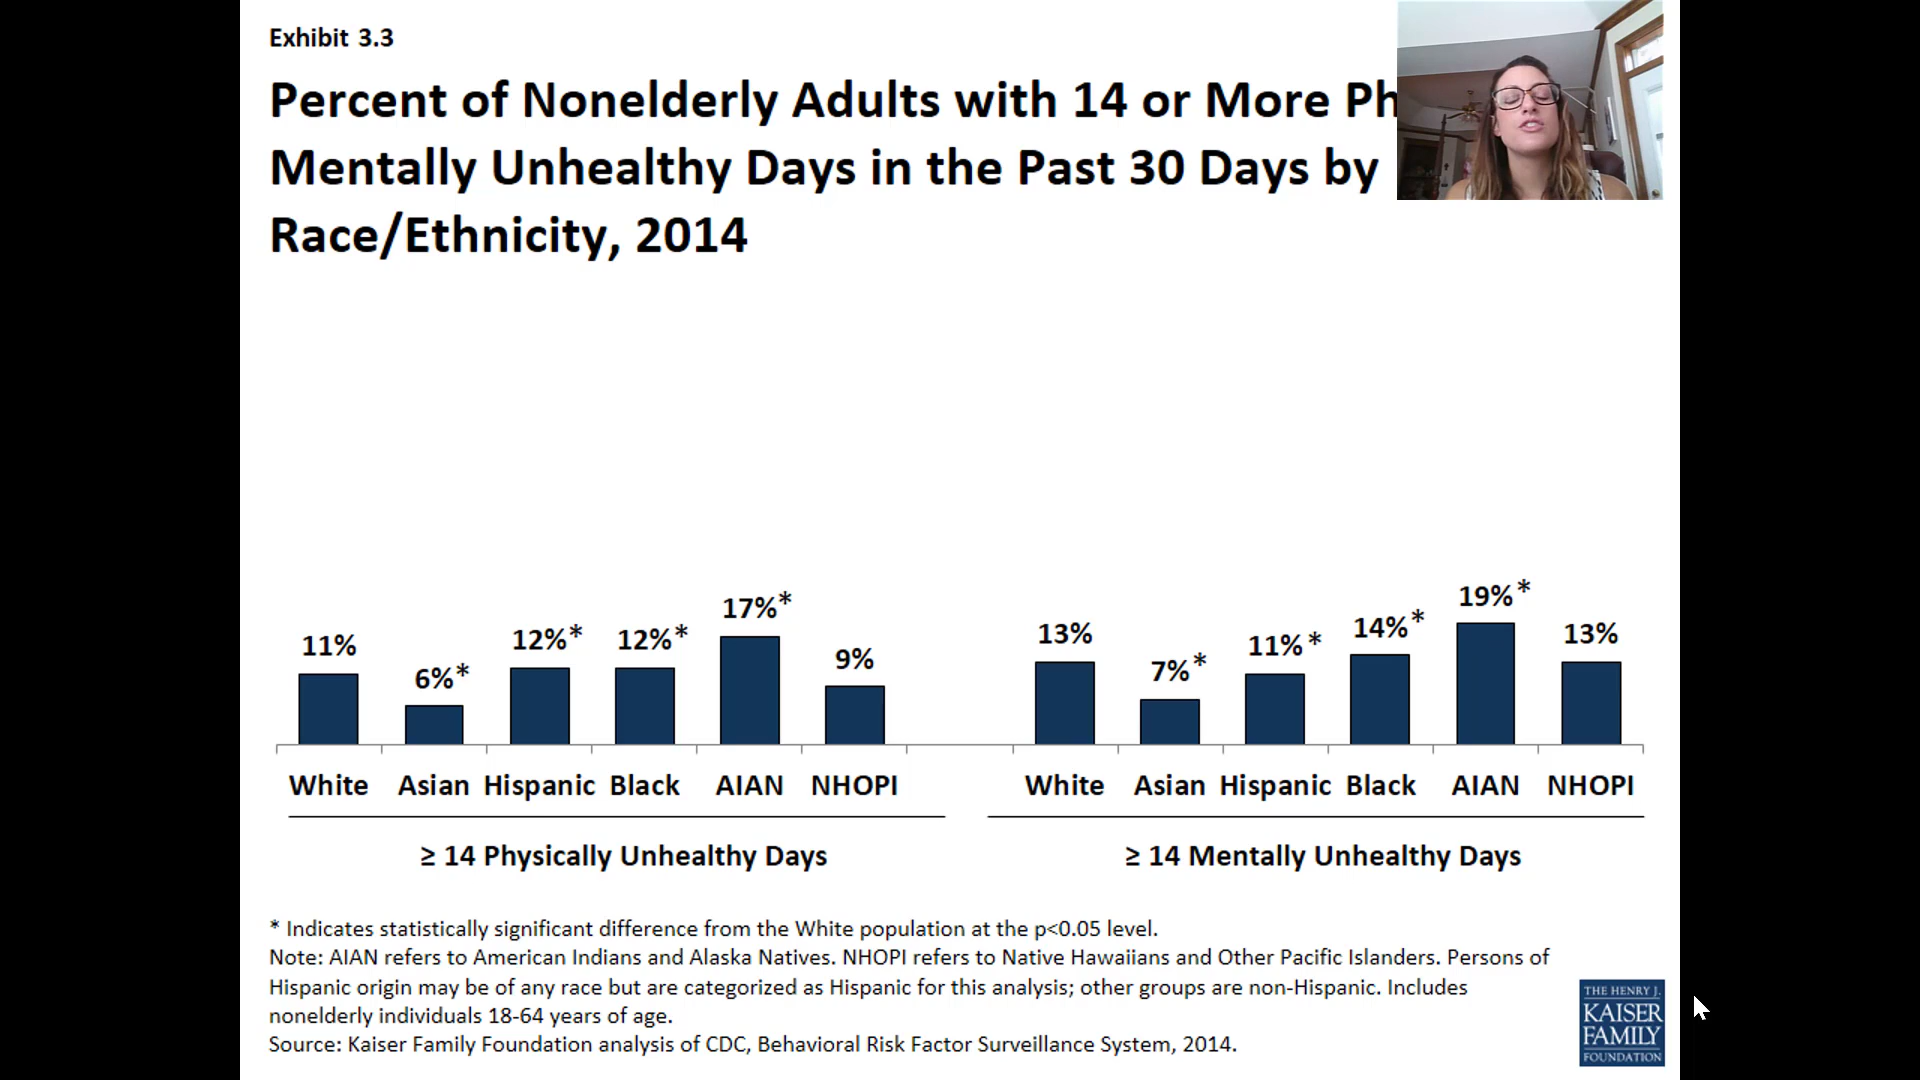 Exhibit 3.3
Percent of Nonelderly Adults with 14 or More Ph
Mentally Unhealthy Days in the Past 30 Days by
Race/Ethnicity, 2014
11%
6%*
12%*
12%*
17%*
9%
13%
7%*
11%*
14%*
19%*
13%
White Asian Hispanic Black AIAN NHOPI
White Asian Hispanic Black AIAN NHOPI
≥ 14 Physically Unhealthy Days
≥ 14 Mentally Unhealthy Days
* Indicates statistically significant difference from the White population at the p<0.05 level.
Note: AIAN refers to American Indians and Alaska Natives. NHOPI refers to Native Hawaiians and Other Pacific Islanders. Persons of
Hispanic origin may be of any race but are categorized as Hispanic for this analysis; other groups are non-Hispanic. Includes
nonelderly individuals 18-64 years of age.
Source: Kaiser Family Foundation analysis of CDC, Behavioral Risk Factor Surveillance System, 2014.
THE HENRY J.
KAISER
FAMILY
FOUNDATION